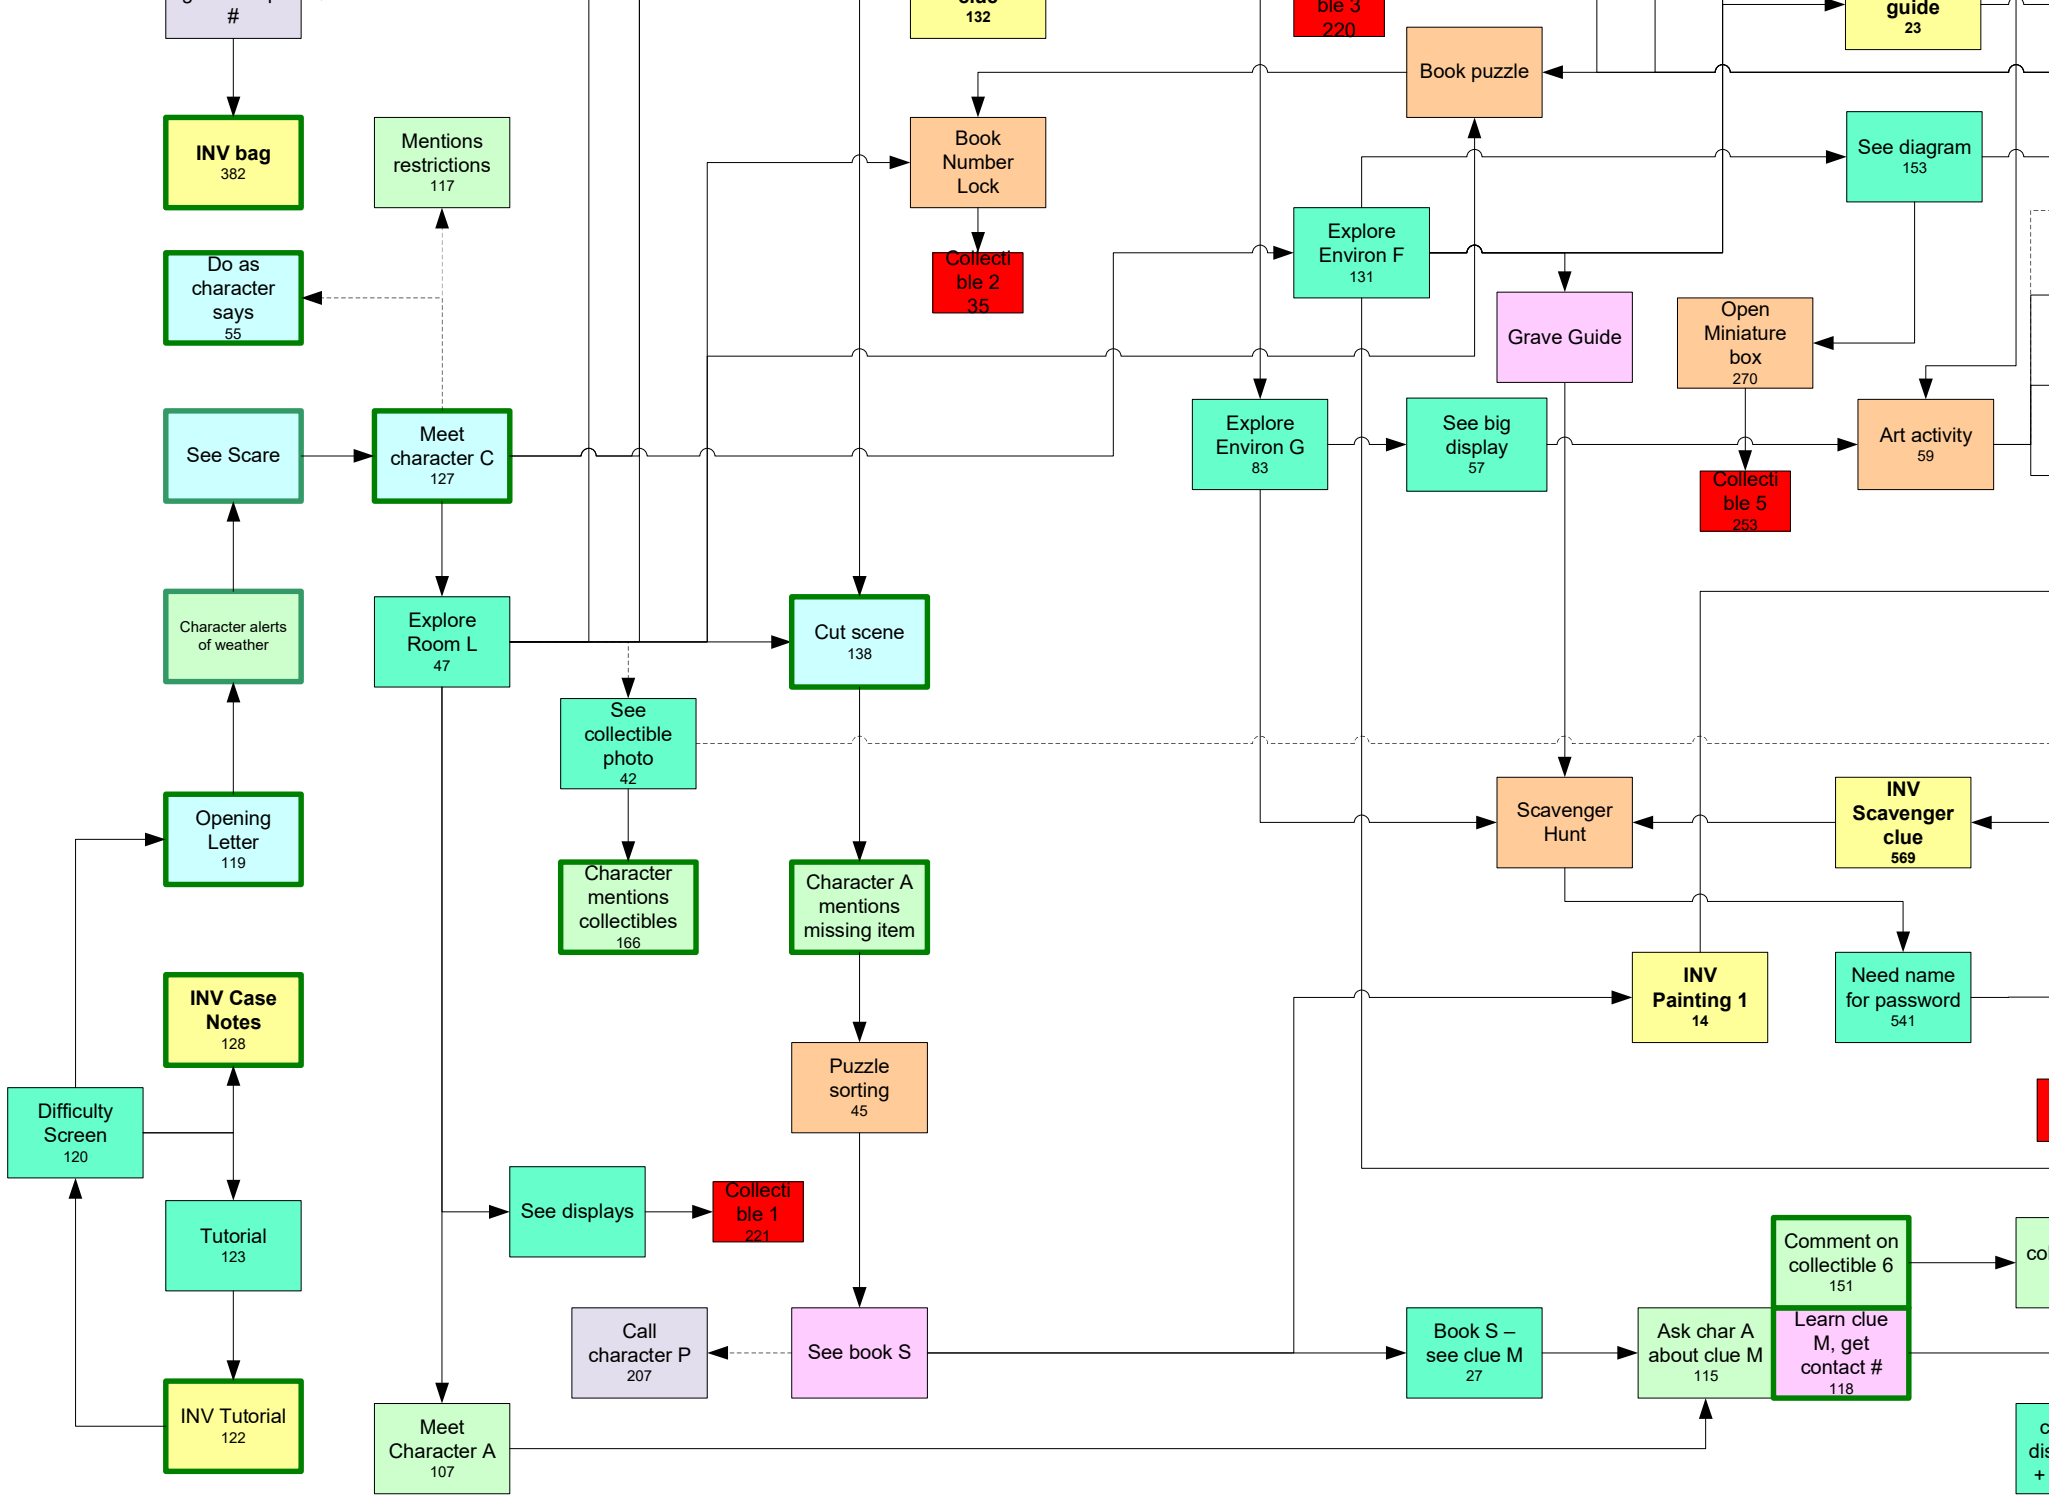 #
132
ble 3
220
guide
23
Book puzzle
INV bag
382
Mentions
restrictions
117
Book
Number
Lock
See diagram
153
Do as
character
says
55
Collecti
ble 2
35
Explore
Environ F
131
Grave Guide
Open
Miniature
box
270
See Scare
Meet
character C
127
Explore
Environ G
83
See big
display
57
Art activity
59
Collecti
ble 5
253
Character alerts
of weather
Explore
Room L
47
Cut scene
138
See
collectible
photo
42
Opening
Letter
119
Scavenger
Hunt
INV
Scavenger
clue
569
Character
mentions
collectibles
166
Character A
mentions
missing item
INV Case
Notes
128
INV
Painting 1
14
Need name
for password
541
Puzzle
sorting
45
Difficulty
Screen
120
Tutorial
123
See displays
Collecti
ble 1
221
Comment on
collectible 6
151
co
Call
character P
207
See book S
Book S –
see clue M
27
Ask char A
about clue M
115
Learn clue
M, get
contact #
118
INV Tutorial
122
Meet
Character A
107
c
dis
+